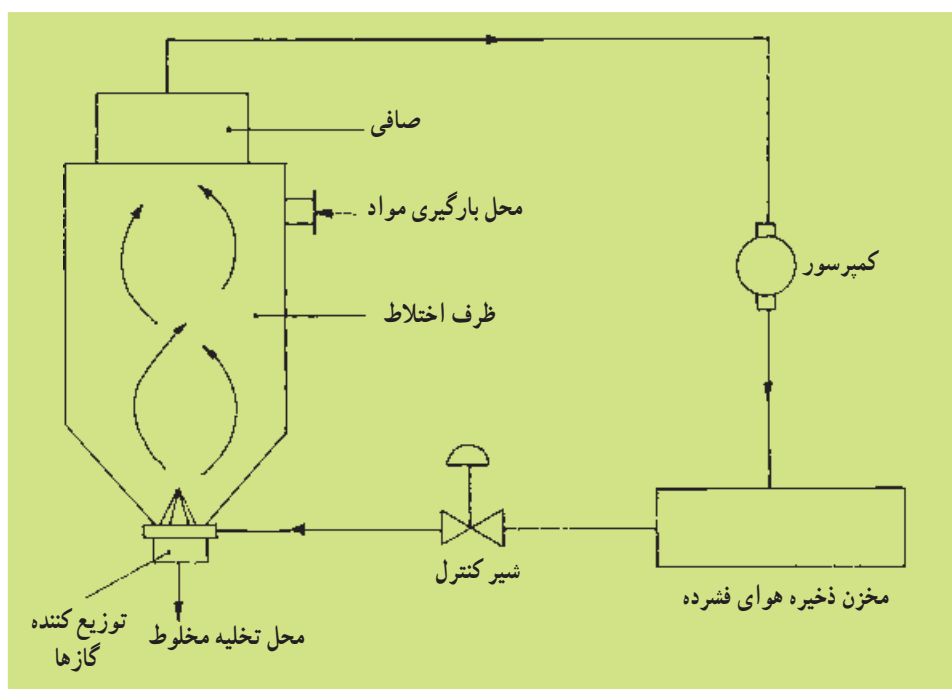 صافی
محل بارگیری مواد
کمپرسور
ظرف اختلاط
شیر کنترل
مخزن ذخیره هوای فشرده
توزیع کننده
گازها
محل تخلیه مخلوط